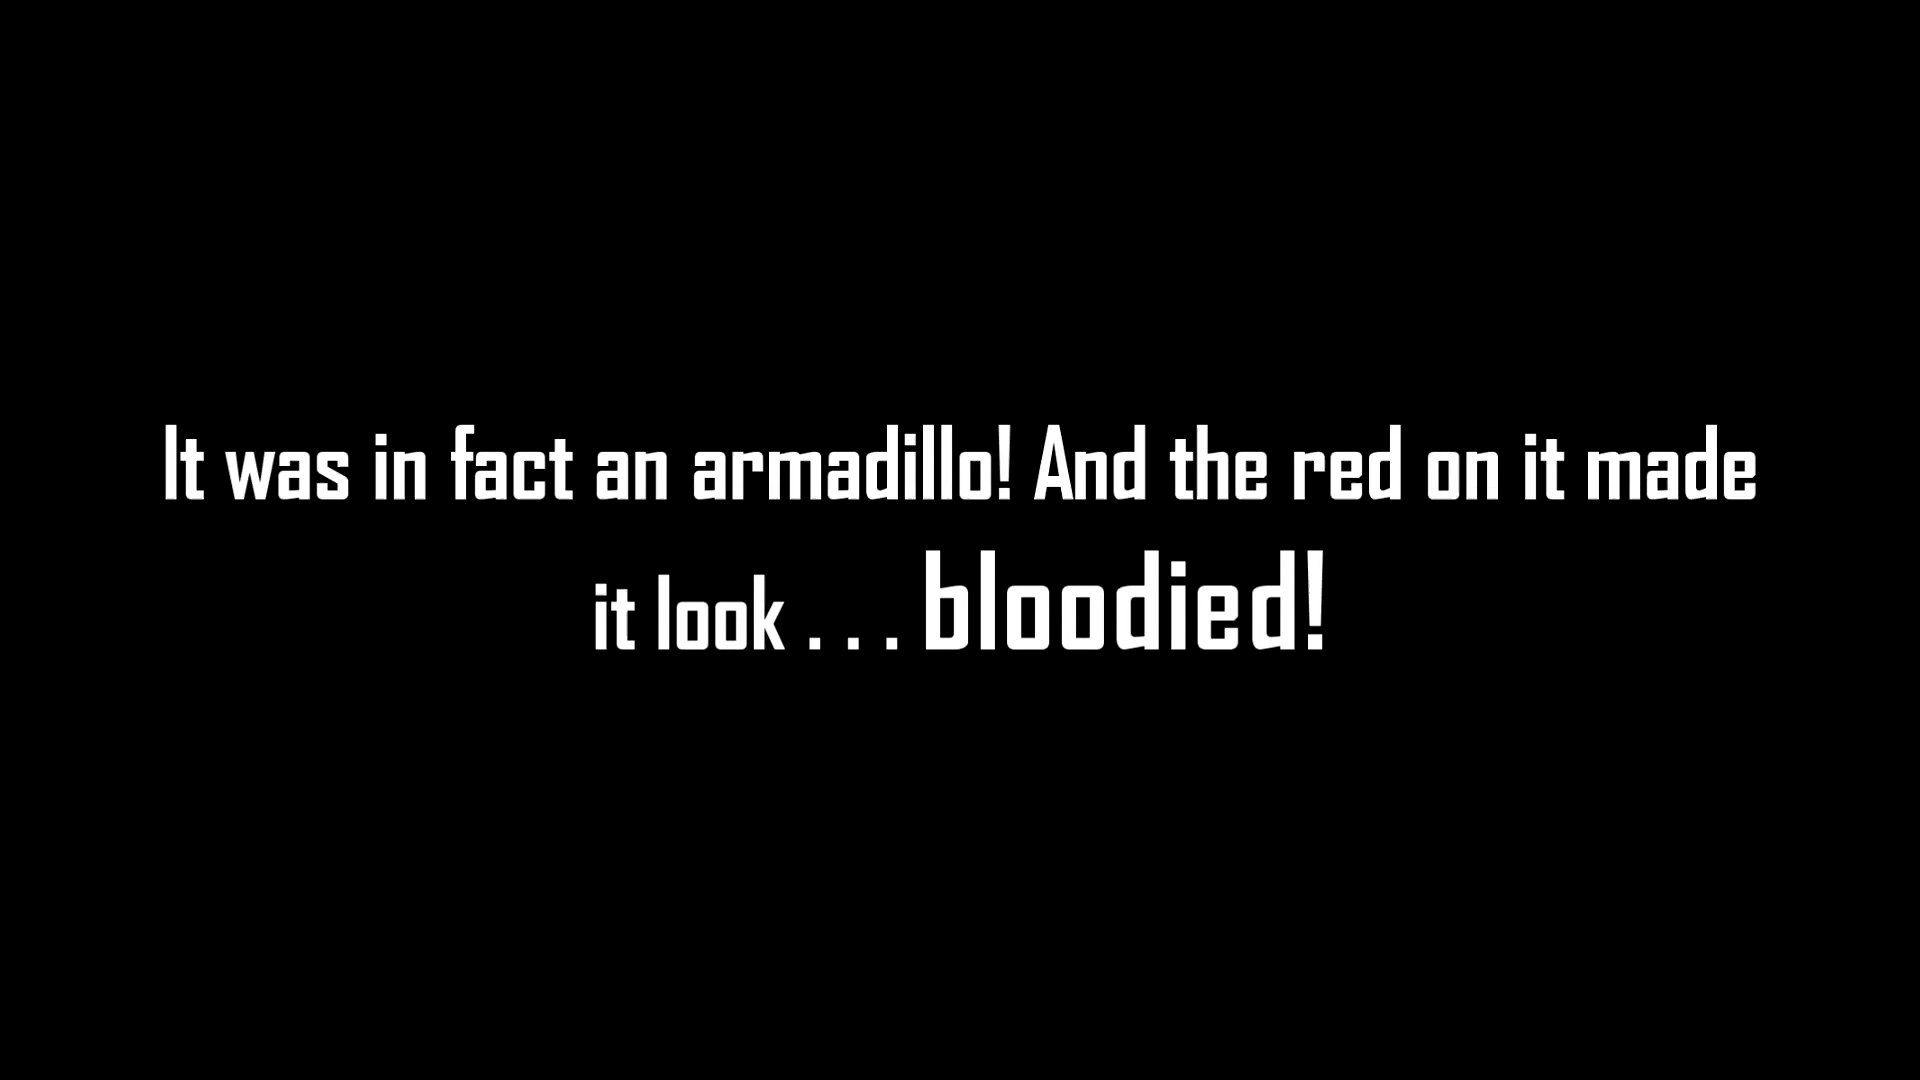 It was in fact an armadillo! And the red on it made
it look . . . bloodied!